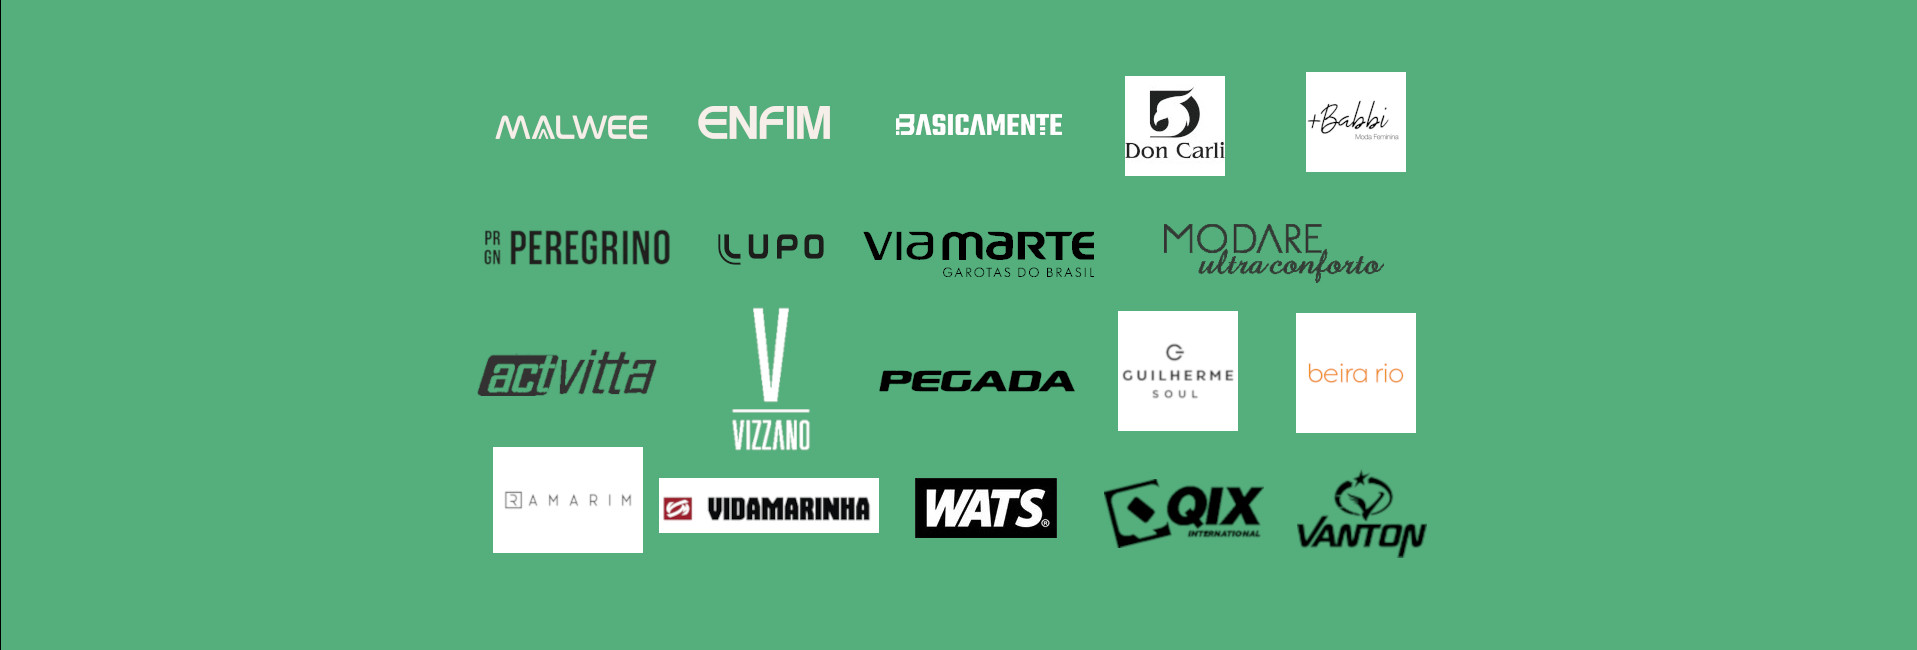 MALWEE
ENFIM
BASICAMENTE
Don Carli
+Babbi
Moda Feminina
PR
GN
PEREGRINO
LUPO
VIA MARTE
GAROTAS DO BRASIL
MODARE
ultraconforto
activitta
V
VIZZANO
PEGADA
G
GUILHERME
SOUL
beira rio
RAMARIM
VIDAMARINHA
WATS®
QIX
INTERNATIONAL
VANTON